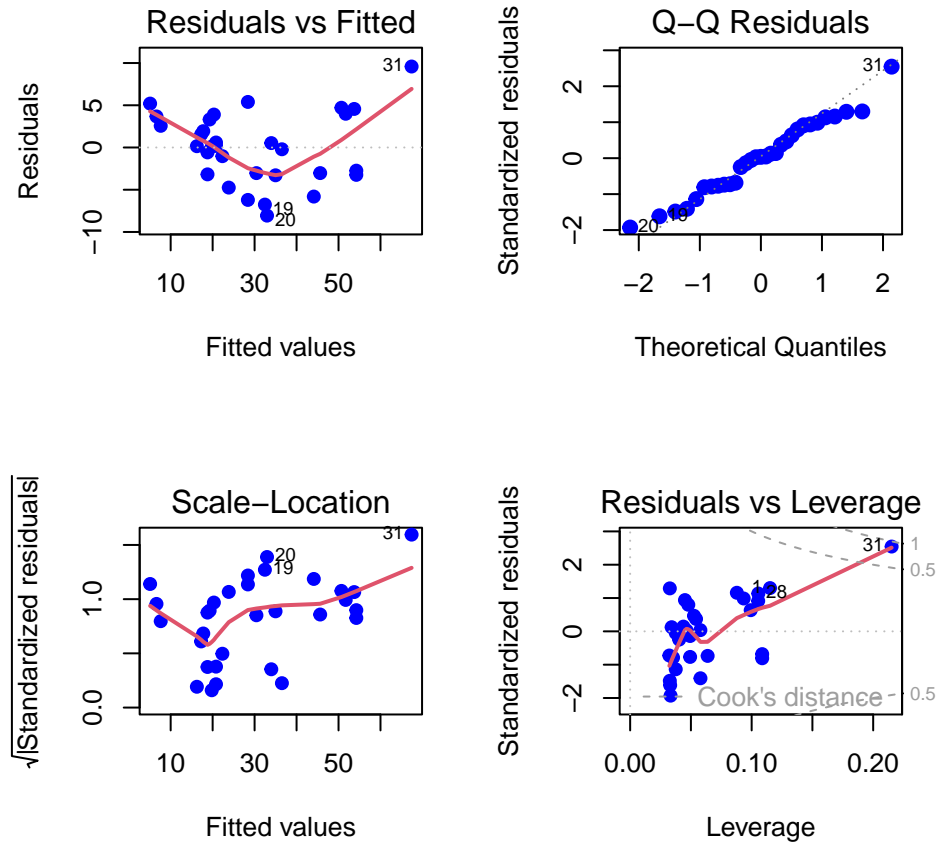 Residuals vs Fitted
Residuals
5
0
−10
31
19
20
10 30 50
Fitted values
Q−Q Residuals
Standardized residuals
2
0
−2
31
20
19
−2 −1 0 1 2
Theoretical Quantiles
Scale−Location
√|Standardized residuals|
1.0
0.0
31
20
19
10 30 50
Fitted values
Residuals vs Leverage
Standardized residuals
2
0
−2
31
1
28
1
0.5
0.5
Cook's distance
0.00 0.10 0.20
Leverage